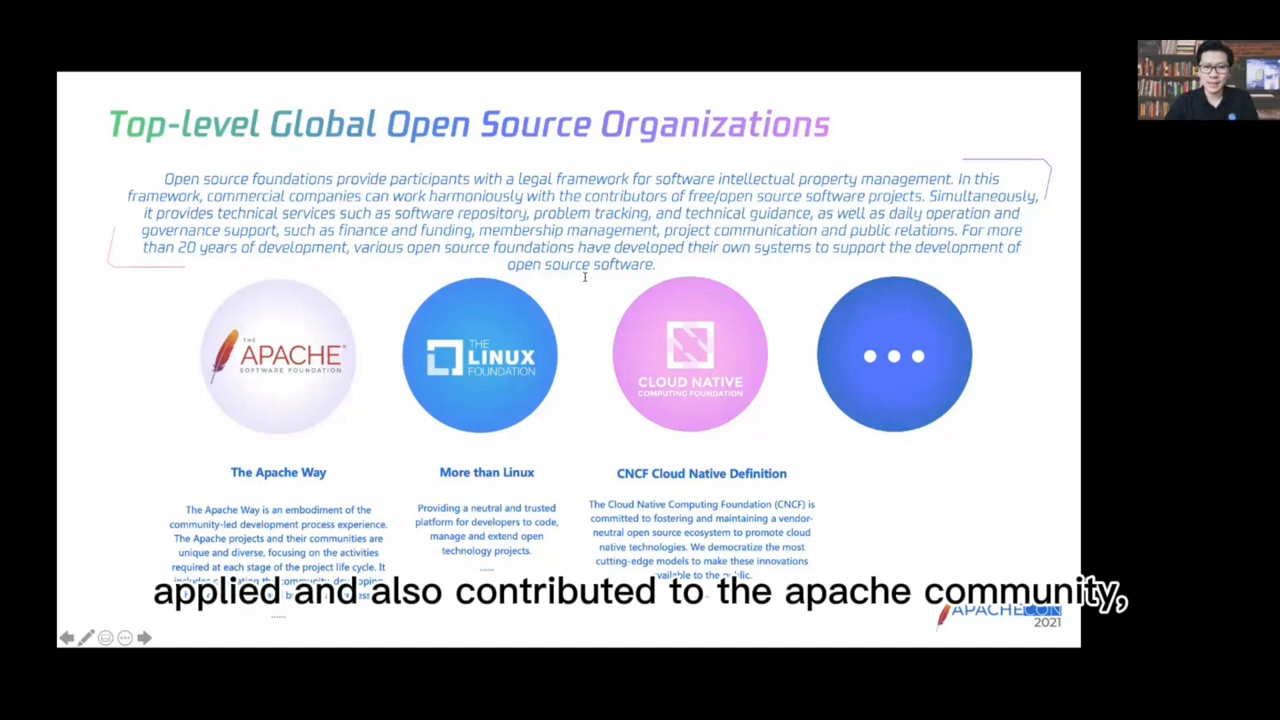 Top-level Global Open Source Organizations
Open source foundations provide participants with a legal framework for software intellectual property management. In this
framework, commercial companies can work harmoniously with the contributors of free/open source software projects. Simultaneously,
it provides technical services such as software repository, problem tracking, and technical guidance, as well as daily operation and
governance support, such as finance and funding, membership management, project communication and public relations. For more
than 20 years of development, various open source foundations have developed their own systems to support the development of
open source software.
THE
APACHE®
SOFTWARE FOUNDATION
THE
LINUX
FOUNDATION
CLOUD NATIVE
COMPUTING FOUNDATION
The Apache Way
The Apache Way is an embodiment of the
community-led development process experience.
The Apache projects and their communities are
unique and diverse, focusing on the activities
required at each stage of the project life cycle. It
......
More than Linux
Providing a neutral and trusted
platform for developers to code,
manage and extend open
technology projects.
......
CNCF Cloud Native Definition
The Cloud Native Computing Foundation (CNCF) is
committed to fostering and maintaining a vendor-
neutral open source ecosystem to promote cloud
native technologies. We democratize the most
cutting-edge models to make these innovations
available to the public.
applied and also contributed to the apache community,
APACHECON
2021